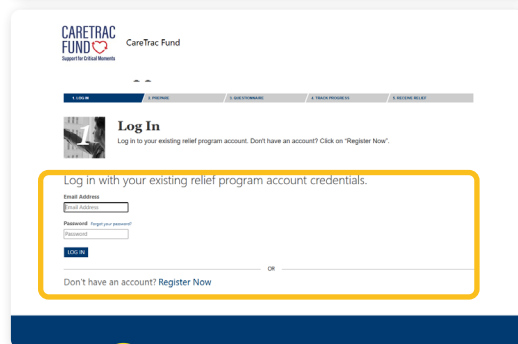 CARETRAC
FUND
Support for Critical Moments
CareTrac Fund
1. LOG IN
2. PREPARE
3. QUESTIONNAIRE
4. TRACK PROGRESS
5. RECEIVE RELIEF
1
Log In
Log in to your existing relief program account. Don't have an account? Click on "Register Now".
Log in with your existing relief program account credentials.
Email Address
Email Address
Password Forgot your password?
Password
LOG IN
OR
Don't have an account? Register Now